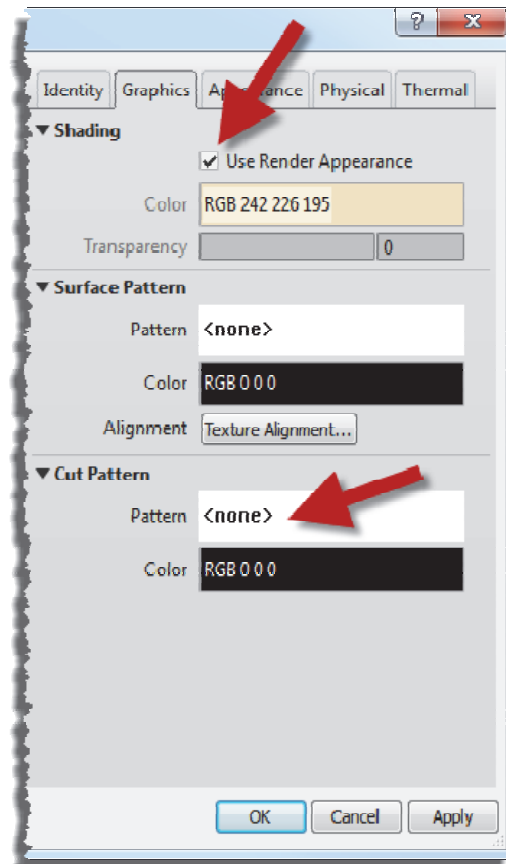 Identity Graphics Appearance Physical Thermal
Shading
Use Render Appearance
Color RGB 242 226 195
Transparency 0
Surface Pattern
Pattern <none>
Color RGB 0 0 0
Alignment Texture Alignment...
Cut Pattern
Pattern <none>
Color RGB 0 0 0
OK Cancel Apply